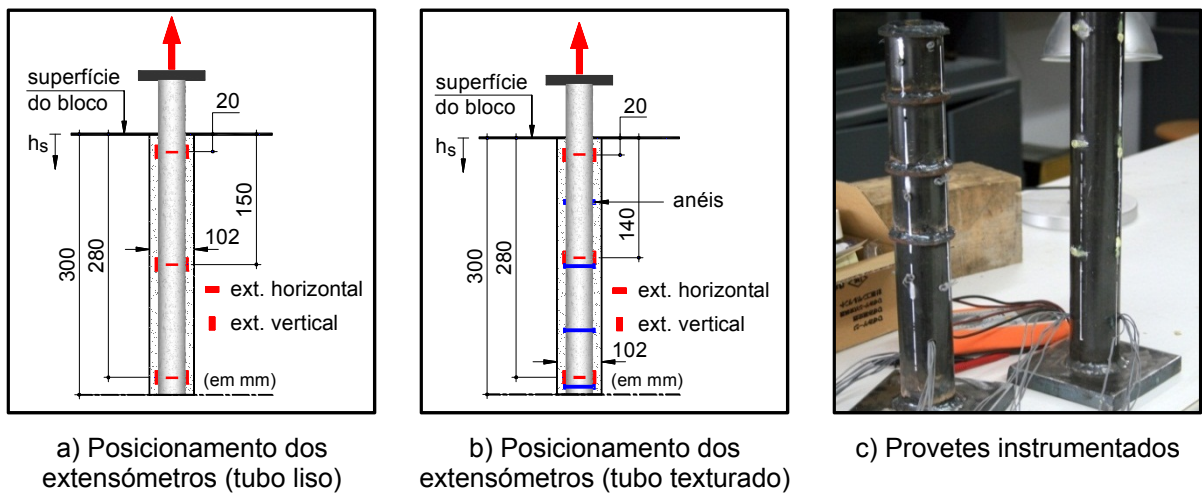 superfície
do bloco
20
hs
150
102
300
280
ext. horizontal
ext. vertical
(em mm)
superfície
do bloco
20
hs
anéis
140
300
280
ext. horizontal
ext. vertical
102
(em mm)
a) Posicionamento dos
extensómetros (tubo liso)
b) Posicionamento dos
extensómetros (tubo texturado)
c) Provetes instrumentados